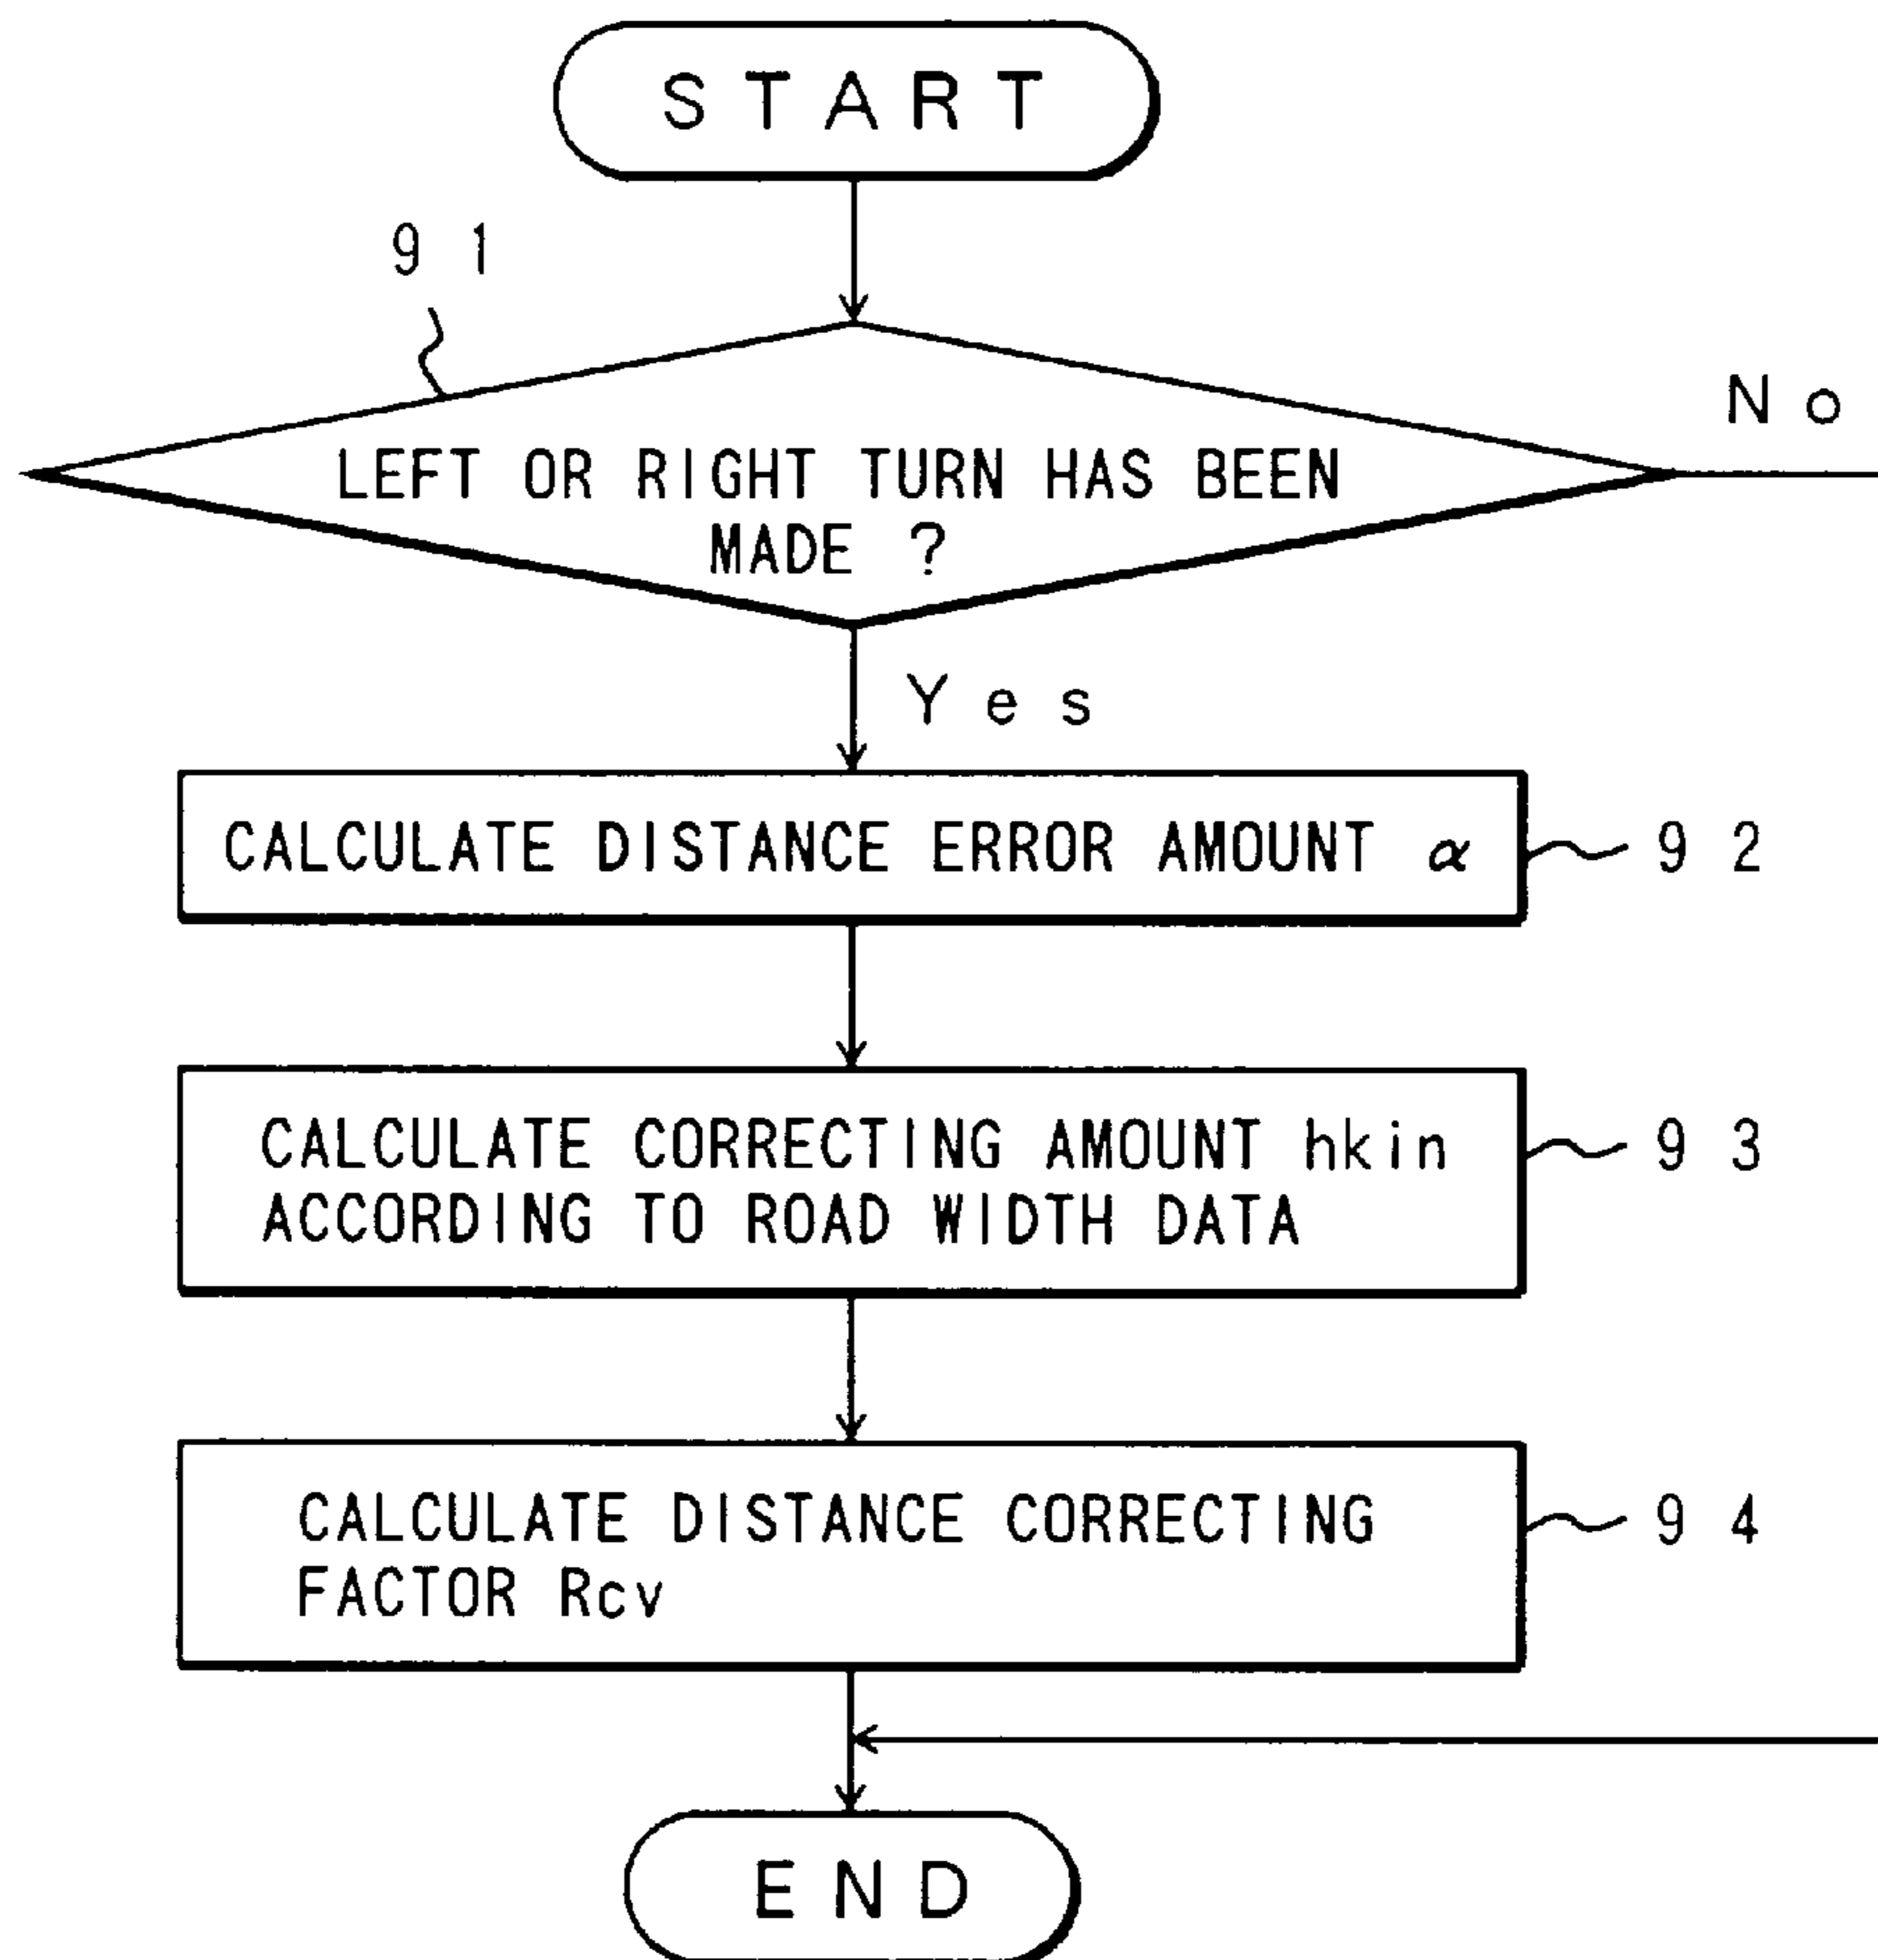 START
91
No
LEFT OR RIGHT TURN HAS BEEN
MADE ?
Yes
CALCULATE DISTANCE ERROR AMOUNT α
92
CALCULATE CORRECTING AMOUNT hkin
ACCORDING TO ROAD WIDTH DATA
93
CALCULATE DISTANCE CORRECTING
FACTOR Rcv
94
END